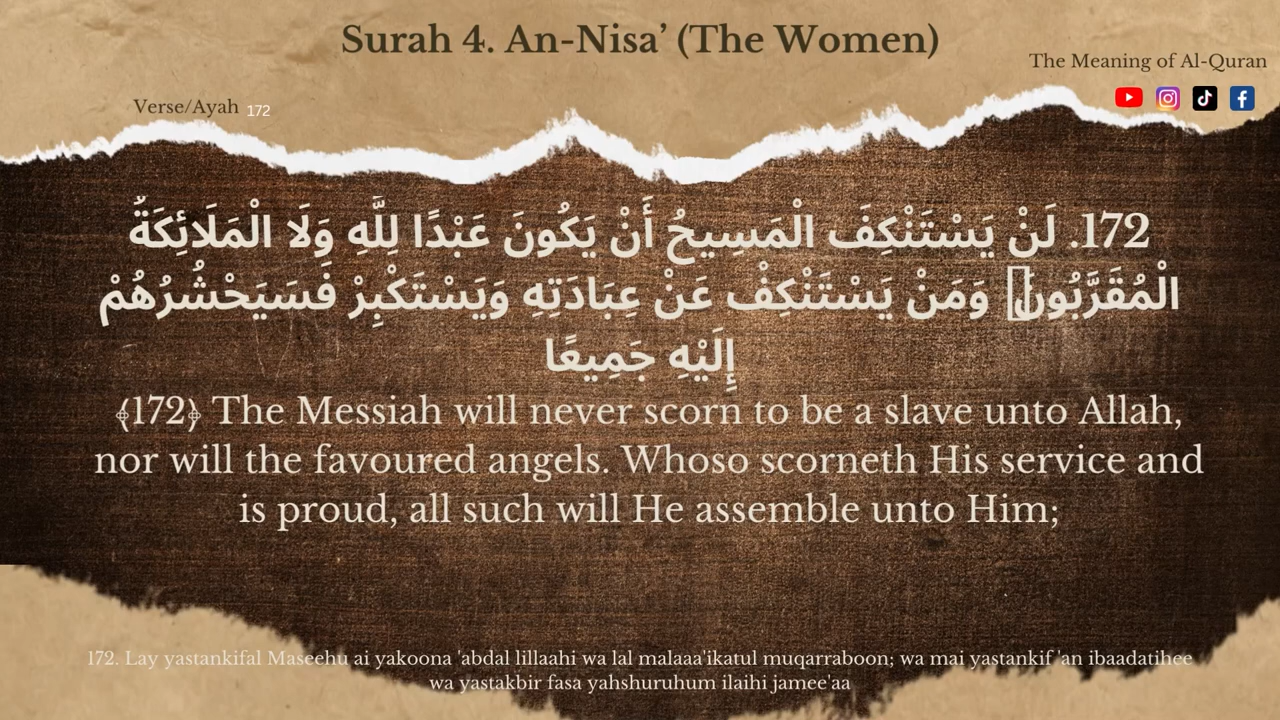 Surah 4. An-Nisa’ (The Women)
The Meaning of Al-Quran
Verse/Ayah 172
172. لَنْ يَسْتَنْكِفَ الْمَسِيحُ أَنْ يَكُونَ عَبْدًا لِلَّهِ وَلَا الْمَلَائِكَةُ
الْمُقَرَّبُونَ وَمَنْ يَسْتَنْكِفْ عَنْ عِبَادَتِهِ وَيَسْتَكْبِرْ فَسَيَحْشُرُهُمْ
إِلَيْهِ جَمِيعًا
﴾172﴿ The Messiah will never scorn to be a slave unto Allah,
nor will the favoured angels. Whoso scorneth His service and
is proud, all such will He assemble unto Him;
172. Lay yastankifal Maseehu ai yakoona 'abdal lillaahi wa lal malaaa'ikatul muqarraboon; wa mai yastankif 'an ibaadatihee
wa yastakbir fasa yahshuruhum ilaihi jamee'aa